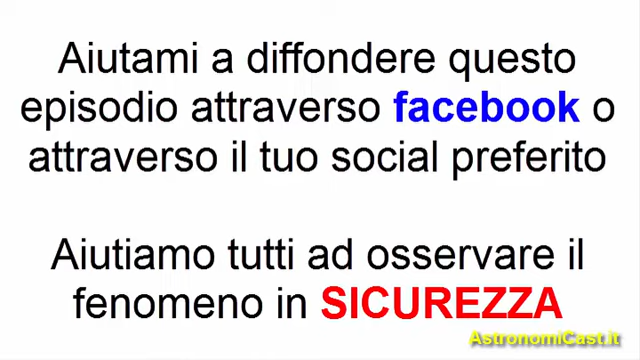 Aiutami a diffondere questo
episodio attraverso facebook o
attraverso il tuo social preferito
Aiutiamo tutti ad osservare il
fenomeno in SICUREZZA
AstronomiCast.it